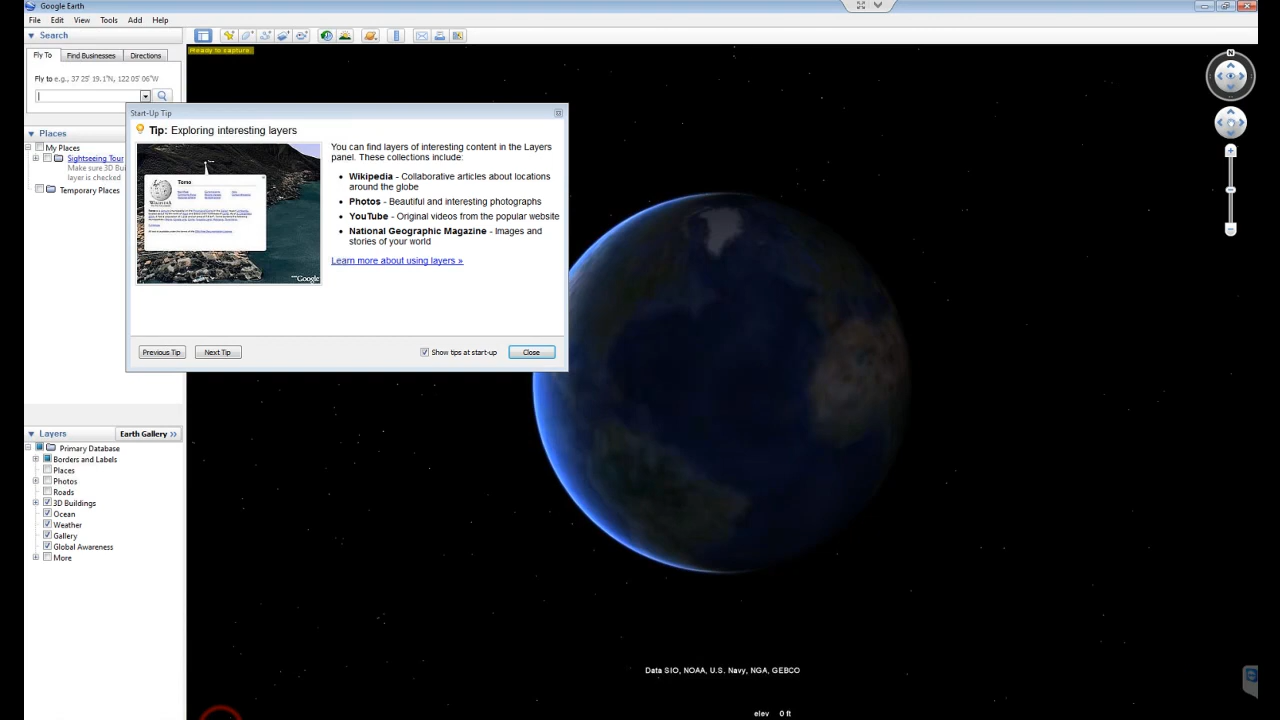 Google Earth
File Edit View Tools Add Help
Search
Fly To Find Businesses Directions
Fly to e.g., 37 25' 19.1"N, 122 05' 06"W
Ready to capture.
N
Places
My Places
Sightseeing Tour
Make sure 3D Bui
layer is checked
Temporary Places
Start-Up Tip
Tip: Exploring interesting layers
You can find layers of interesting content in the Layers
panel. These collections include:
• Wikipedia - Collaborative articles about locations
around the globe
• Photos - Beautiful and interesting photographs
• YouTube - Original videos from the popular website
• National Geographic Magazine - Images and
stories of your world
Learn more about using layers »
Google
Previous Tip Next Tip Show tips at start-up Close
Layers Earth Gallery »
Primary Database
Borders and Labels
Places
Photos
Roads
3D Buildings
Ocean
Weather
Gallery
Global Awareness
More
Data SIO, NOAA, U.S. Navy, NGA, GEBCO
elev 0 ft